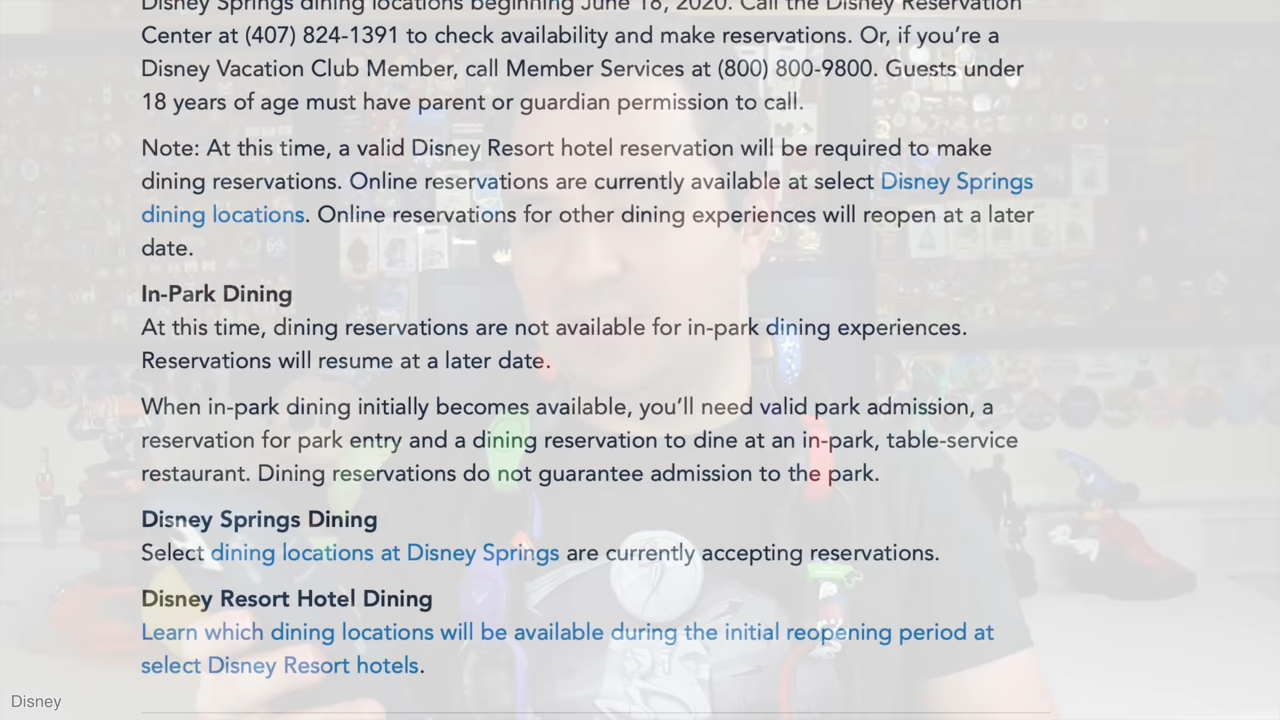 Disney Springs dining locations beginning June 18, 2020. Call the Disney Reservation
Center at (407) 824-1391 to check availability and make reservations. Or, if you’re a
Disney Vacation Club Member, call Member Services at (800) 800-9800. Guests under
18 years of age must have parent or guardian permission to call.
Note: At this time, a valid Disney Resort hotel reservation will be required to make
dining reservations. Online reservations are currently available at select Disney Springs
dining locations. Online reservations for other dining experiences will reopen at a later
date.
In-Park Dining
At this time, dining reservations are not available for in-park dining experiences.
Reservations will resume at a later date.
When in-park dining initially becomes available, you’ll need valid park admission, a
reservation for park entry and a dining reservation to dine at an in-park, table-service
restaurant. Dining reservations do not guarantee admission to the park.
Disney Springs Dining
Select dining locations at Disney Springs are currently accepting reservations.
Disney Resort Hotel Dining
Learn which dining locations will be available during the initial reopening period at
select Disney Resort hotels.
Disney